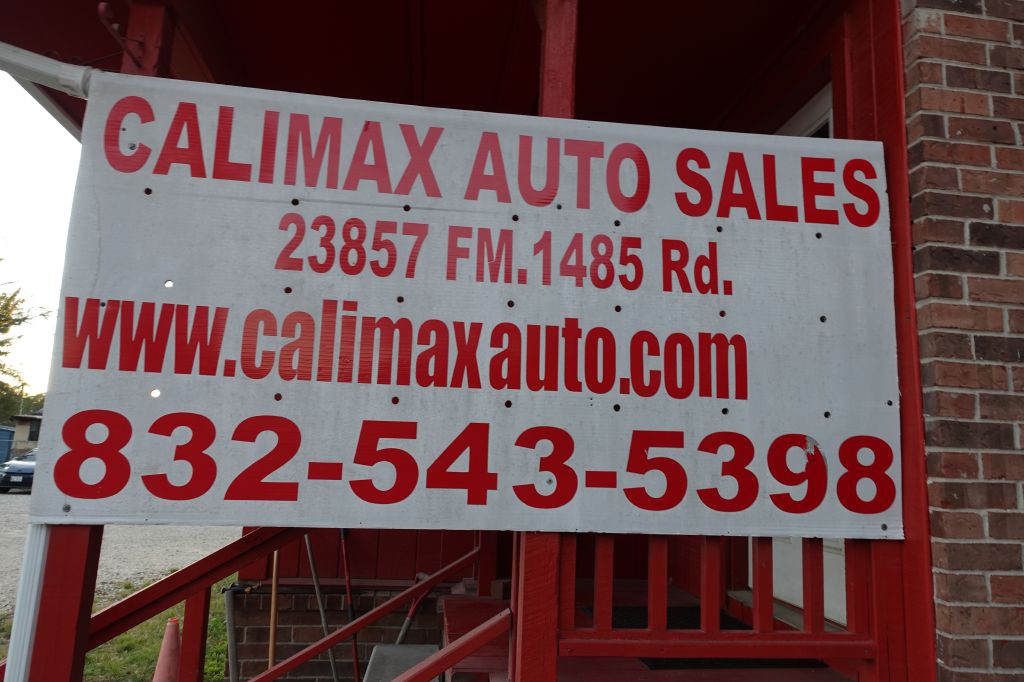 CALIMAX AUTO SALES
23857 FM.1485 Rd.
www.calimaxauto.com
832-543-5398